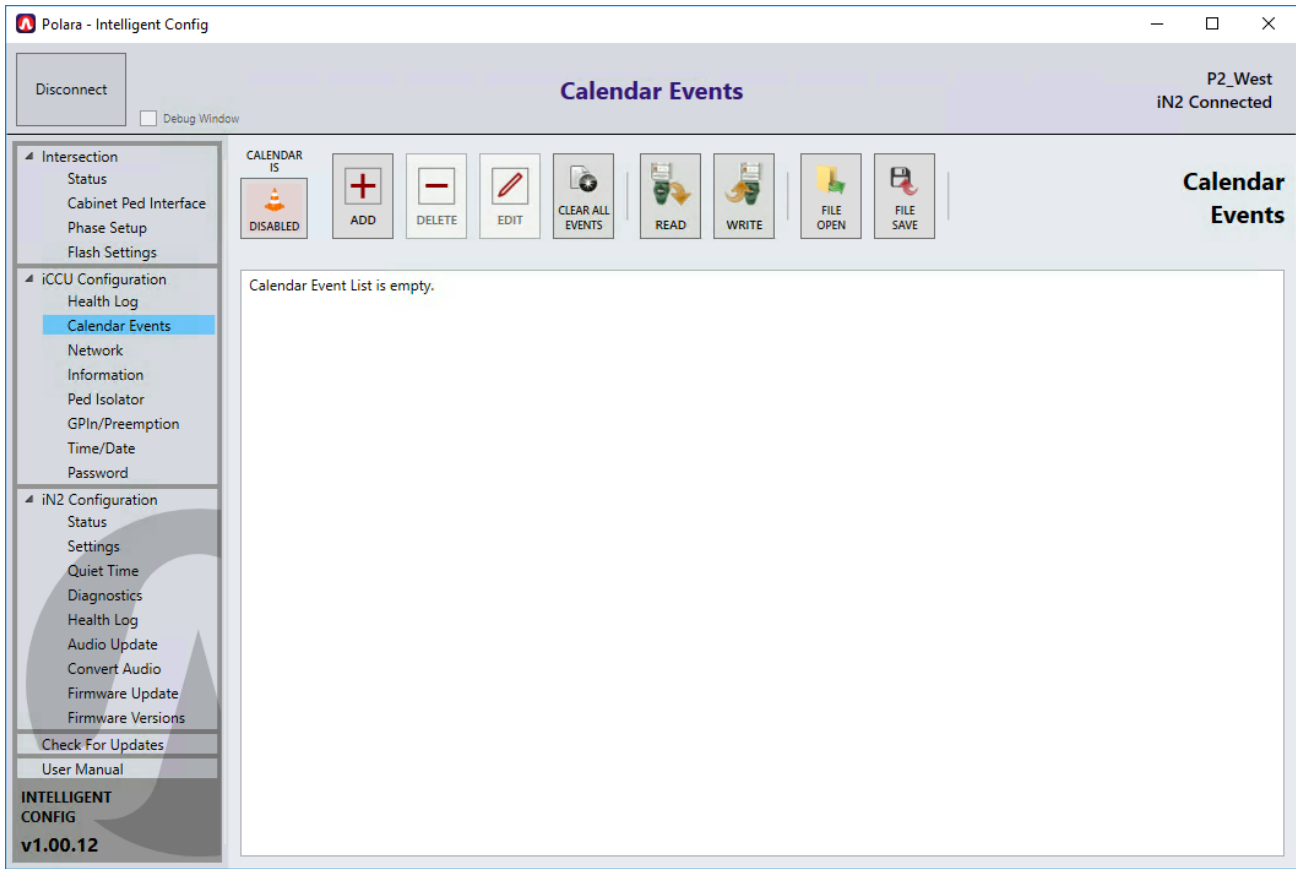 Polara - Intelligent Config
Disconnect
Debug Window
Calendar Events
P2_West
iN2 Connected
Intersection
Status
Cabinet Ped Interface
Phase Setup
Flash Settings
iCCU Configuration
Health Log
Calendar Events
Network
Information
Ped Isolator
GPIn/Preemption
Time/Date
Password
iN2 Configuration
Status
Settings
Quiet Time
Diagnostics
Health Log
Audio Update
Convert Audio
Firmware Update
Firmware Versions
Check For Updates
User Manual
INTELLIGENT
CONFIG
v1.00.12
CALENDAR
IS
DISABLED
ADD
DELETE
EDIT
CLEAR ALL
EVENTS
READ
WRITE
FILE
OPEN
FILE
SAVE
Calendar
Events
Calendar Event List is empty.